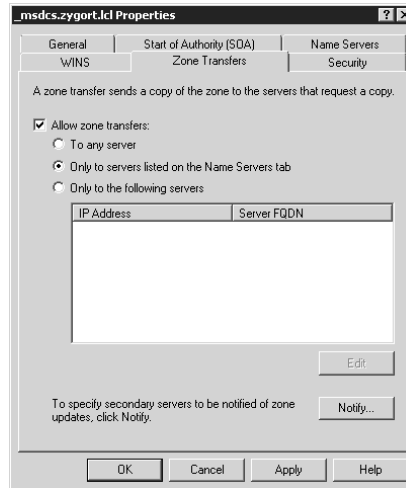 _msdcs.zygort.lcl Properties
General
Start of Authority (SOA)
Name Servers
WINS
Zone Transfers
Security
A zone transfer sends a copy of the zone to the servers that request a copy.
Allow zone transfers:
To any server
Only to servers listed on the Name Servers tab
Only to the following servers
IP Address
Server FQDN
Edit
To specify secondary servers to be notified of zone
updates, click Notify.
Notify...
OK
Cancel
Apply
Help